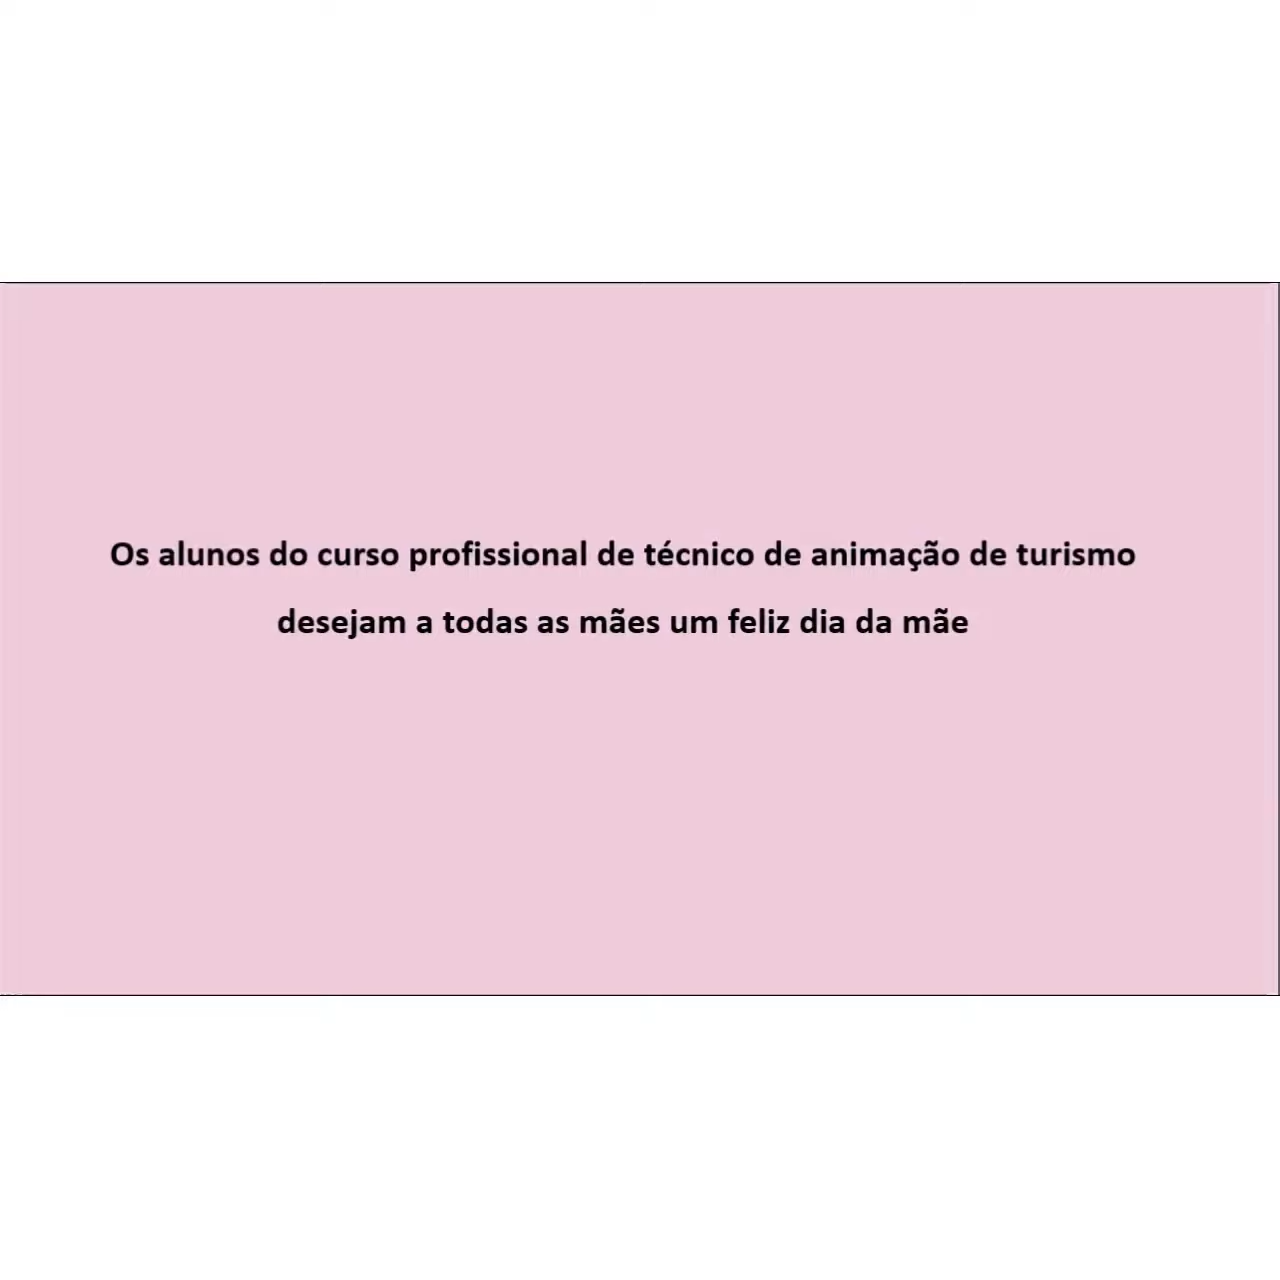 Os alunos do curso profissional de técnico de animação de turismo
desejam a todas as mães um feliz dia da mãe